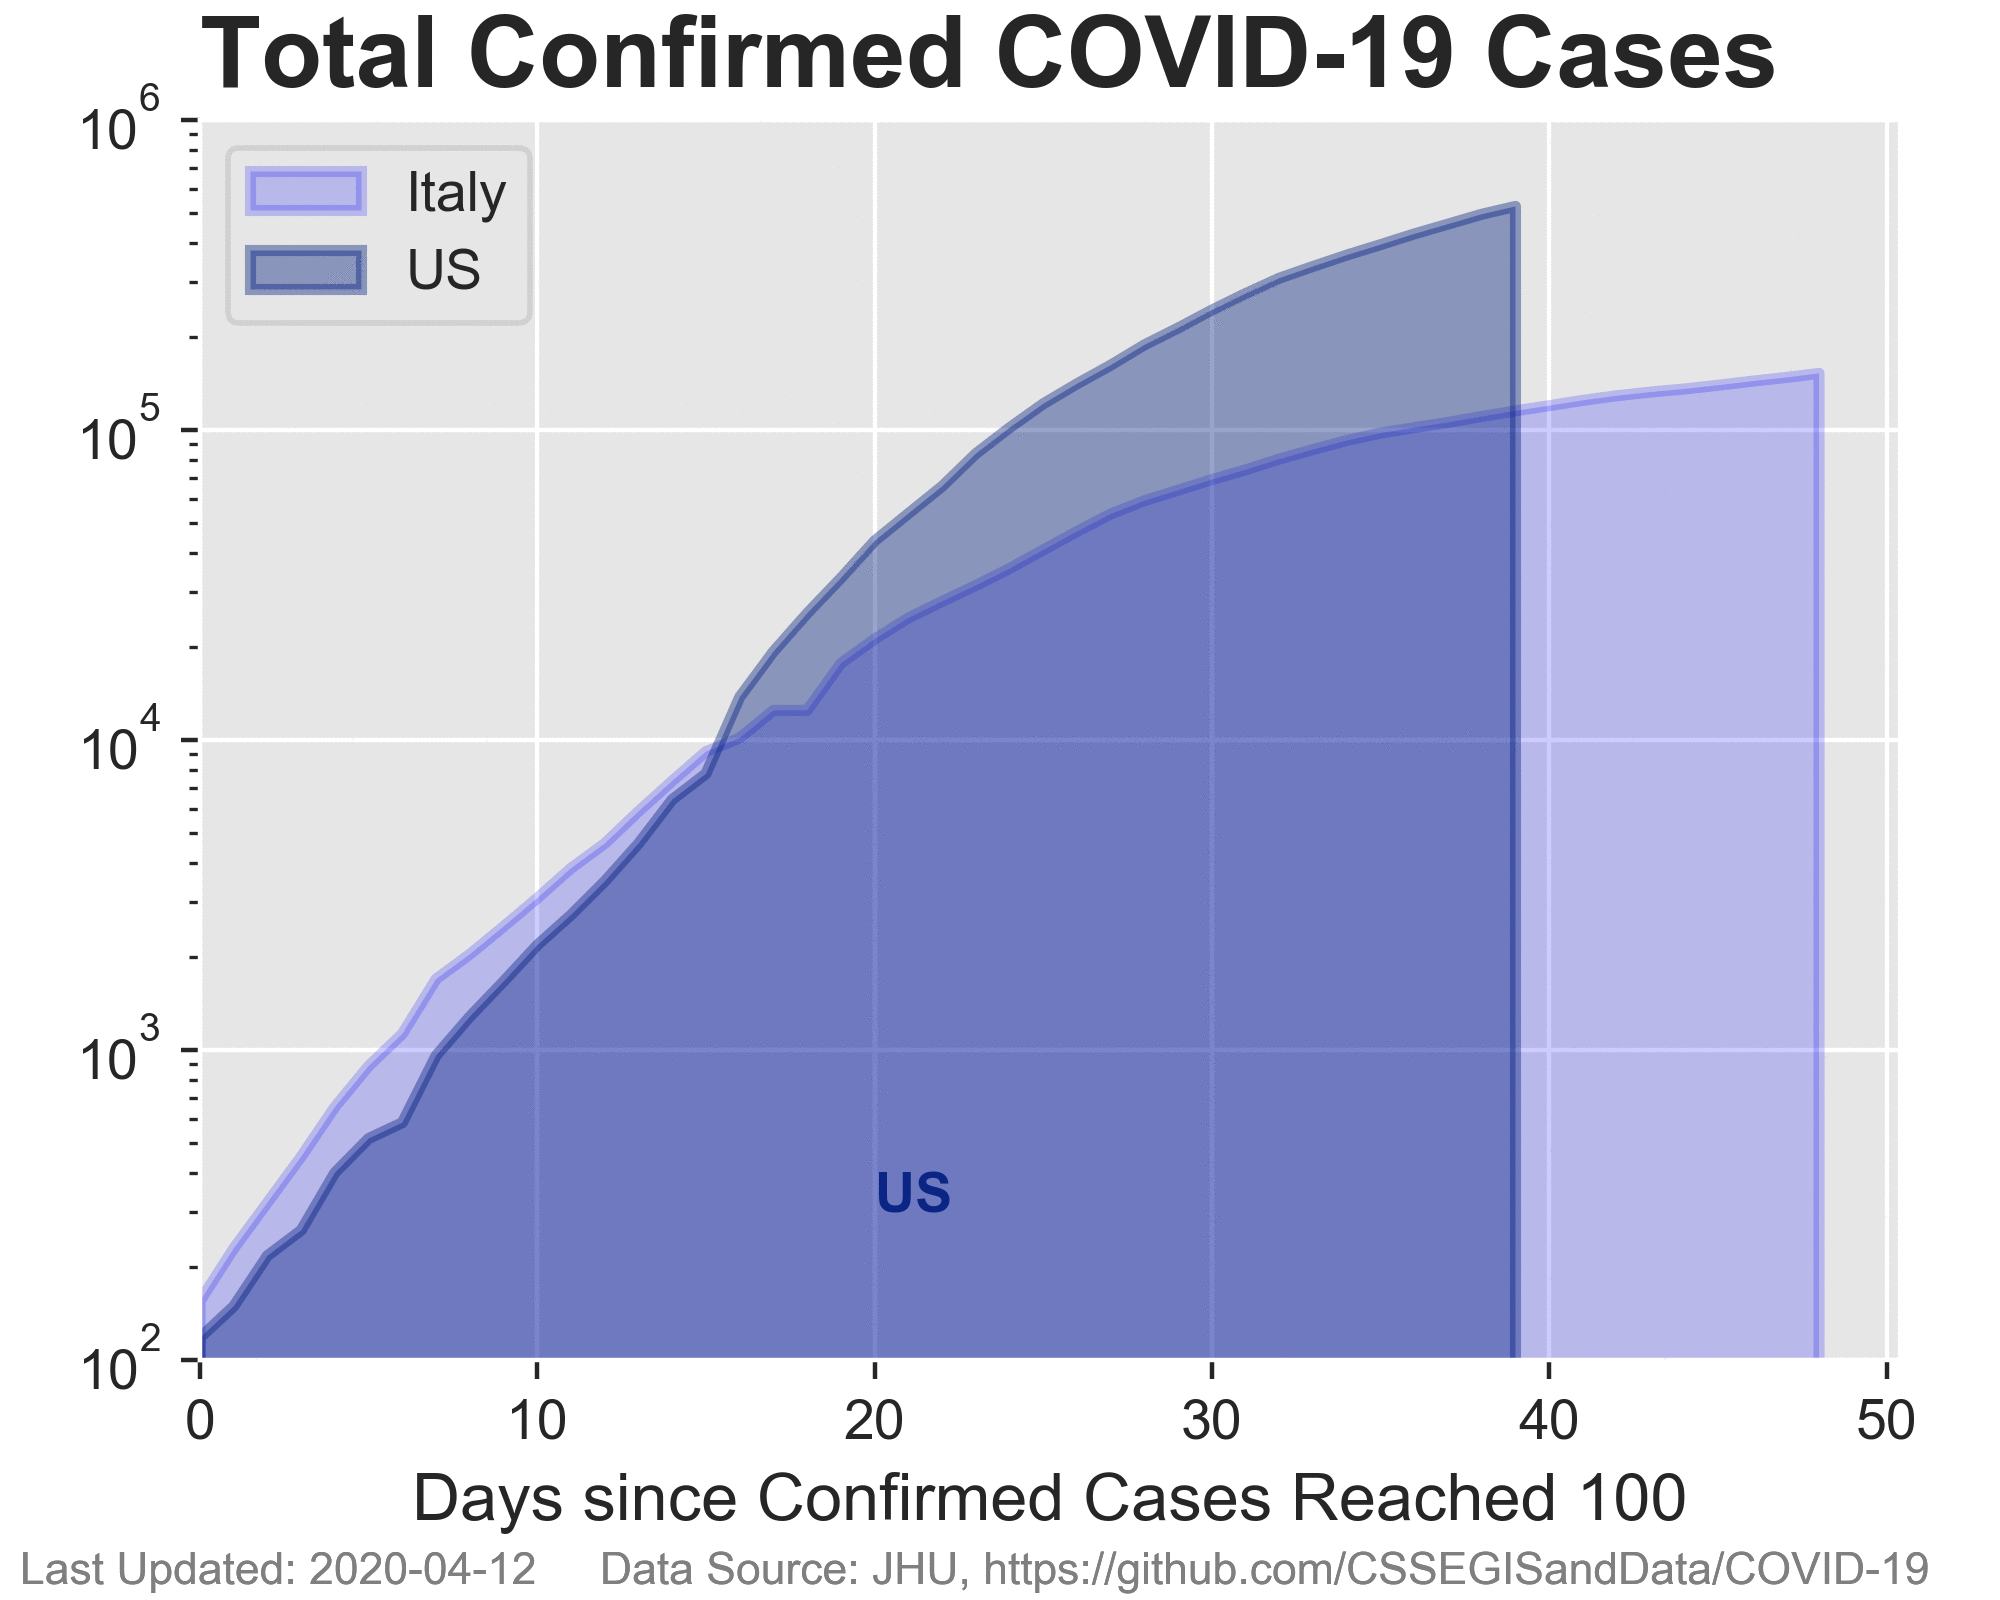 Total Confirmed COVID-19 Cases
10^6
Italy
US
10^5
10^4
10^3
US
10^2
0 10 20 30 40 50
Days since Confirmed Cases Reached 100
Last Updated: 2020-04-12 Data Source: JHU, https://github.com/CSSEGISandData/COVID-19